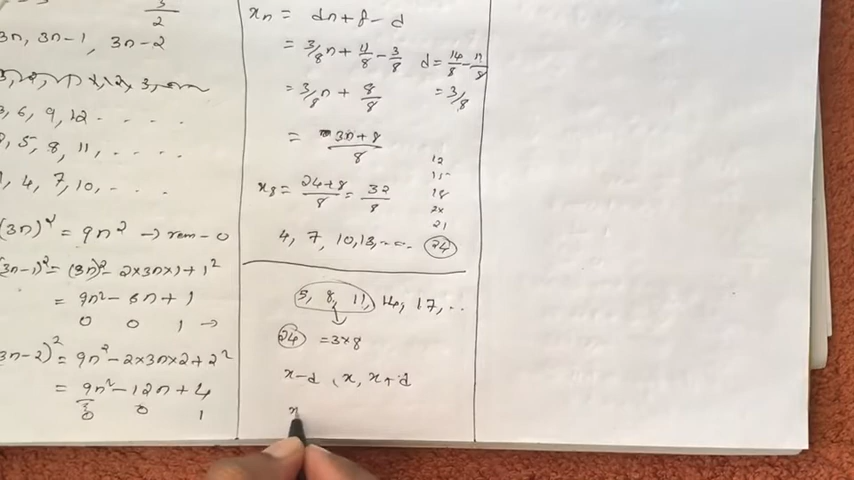 3
2
3n, 3n-1, 3n-2
3, 6, 9, 12 - . . .
2, 5, 8, 11, . . . . .
1, 4, 7, 10, - . . .
(3n)² = 9n² → rem - 0
(3n-1)² = (3n)² - 2×3n×1 + 1²
= 9n² - 6n + 1
0 0 1 →
(3n-2)² = 9n² - 2×3n×2 + 2²
= 9n² - 12n + 4
0 0 1
xn = dn + f - d
= 3/8 n + 11/8 - 3/8
d = 14/8 - 11/8
= 3/8 n + 8/8
= 3/8
= 3n + 8
8
x8 = 24+8/8 = 32/8
12
15
18
21
4, 7, 10, 13, ---- 24
5, 8, 11, 14, 17, ..
24 = 3×8
x-d, x, x+d
x